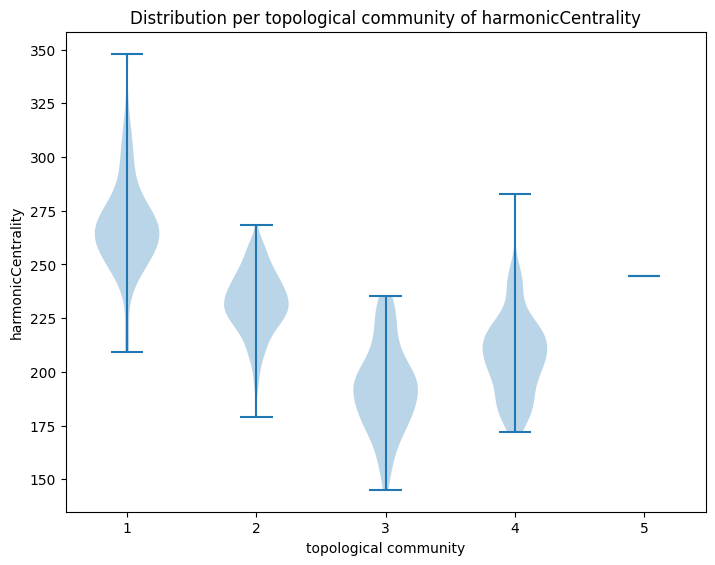 Distribution per topological community of harmonicCentrality
350
325
300
275
250
225
200
175
150
harmonicCentrality
1 2 3 4 5
topological community